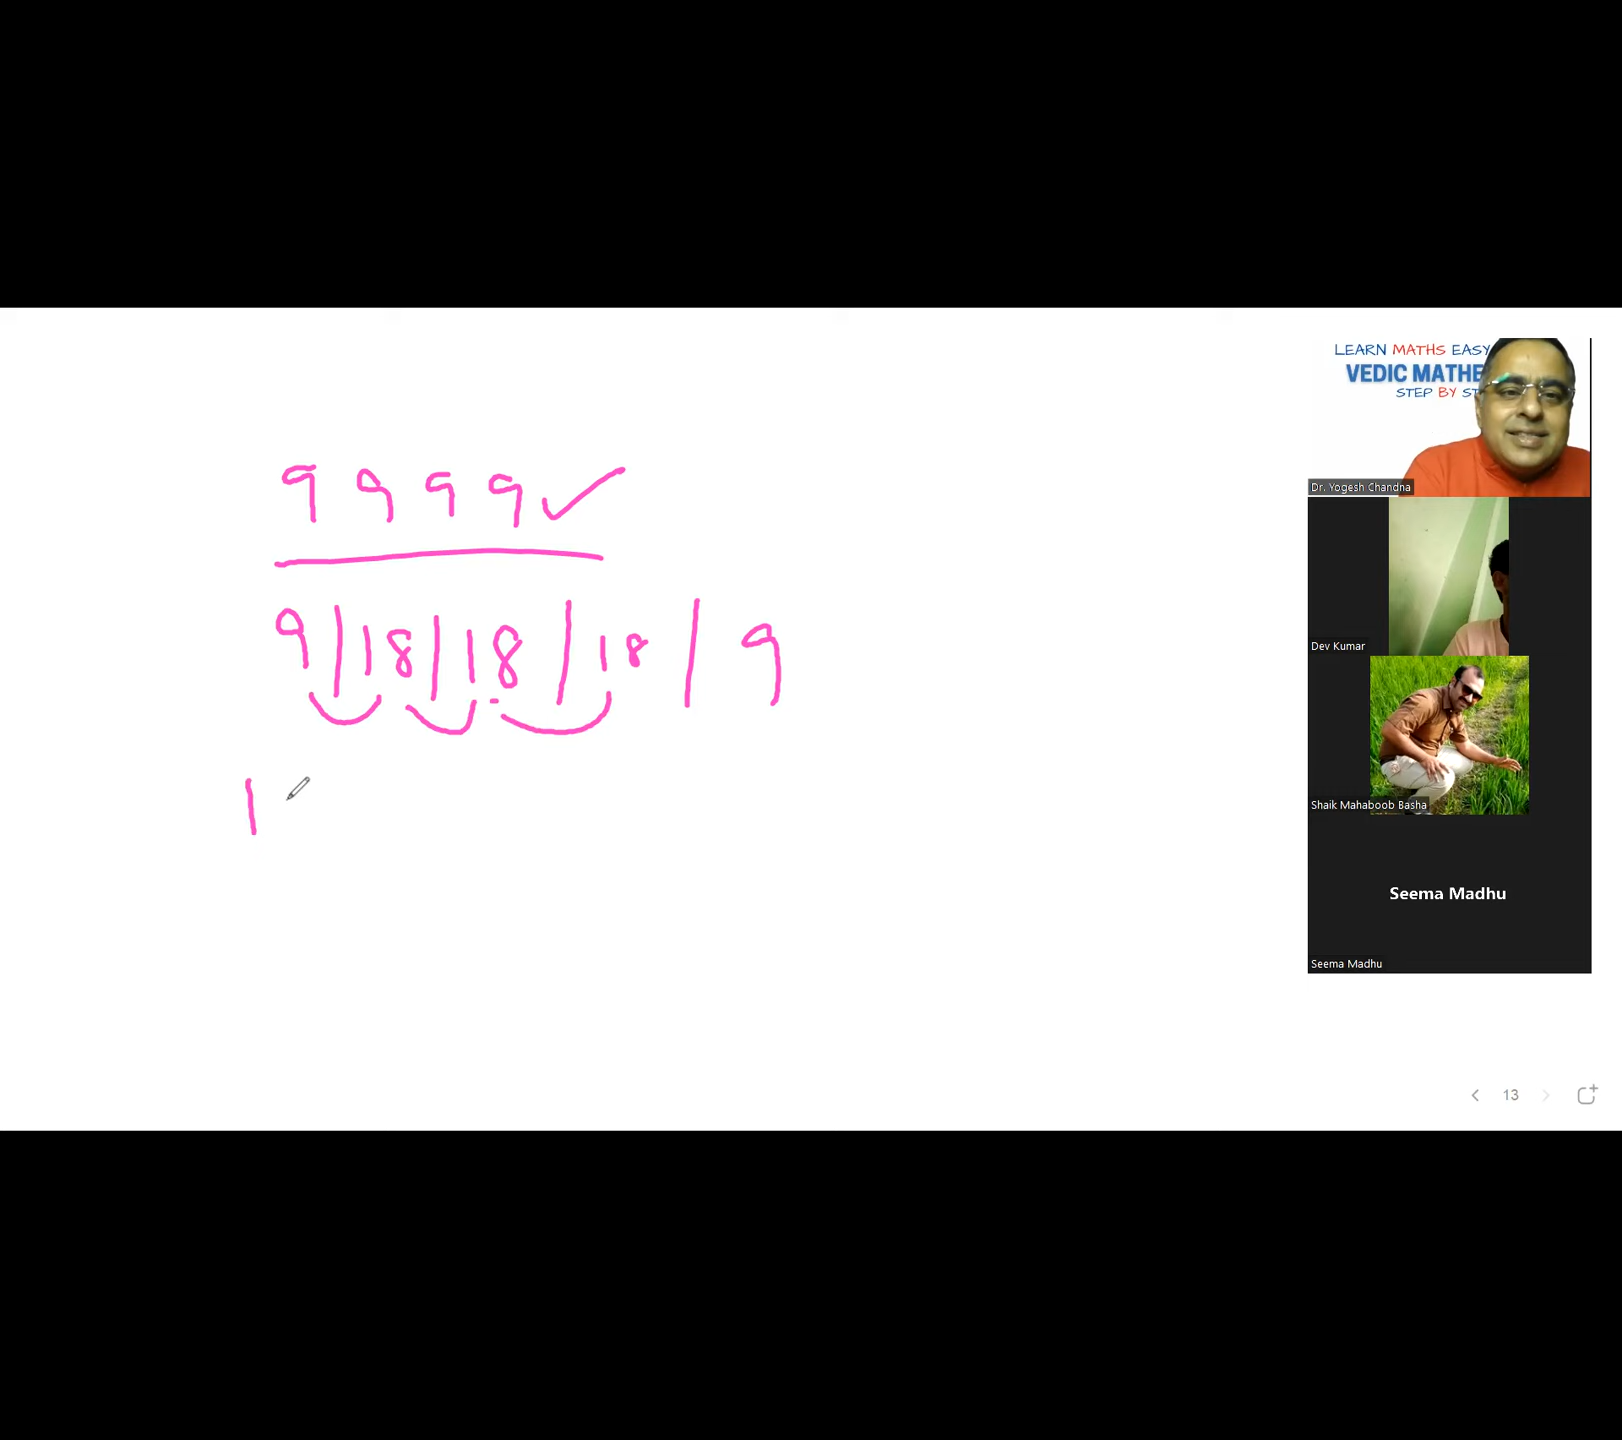 LEARN MATHS EASY
VEDIC MATHE
STEP BY ST
9 9 9 9 ✓
9 | 18 | 18 | 18 | 9
1
Dr. Yogesh Chandna
Dev Kumar
Shaik Mahaboob Basha
Seema Madhu
Seema Madhu
13